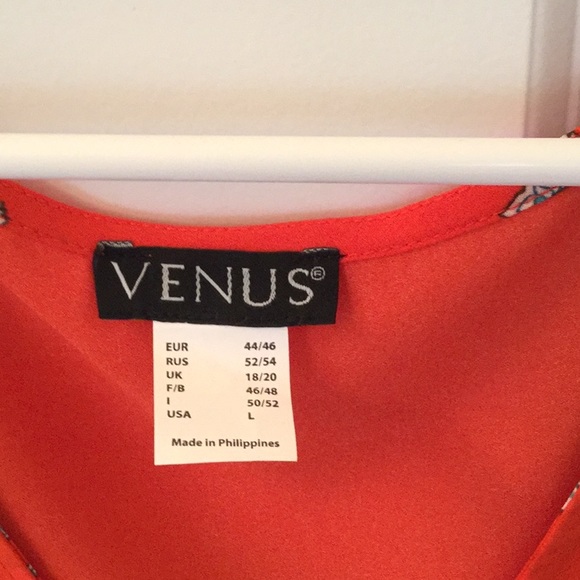 VENUS®
EUR 44/46
RUS 52/54
UK 18/20
F/B 46/48
I 50/52
USA L
Made in Philippines